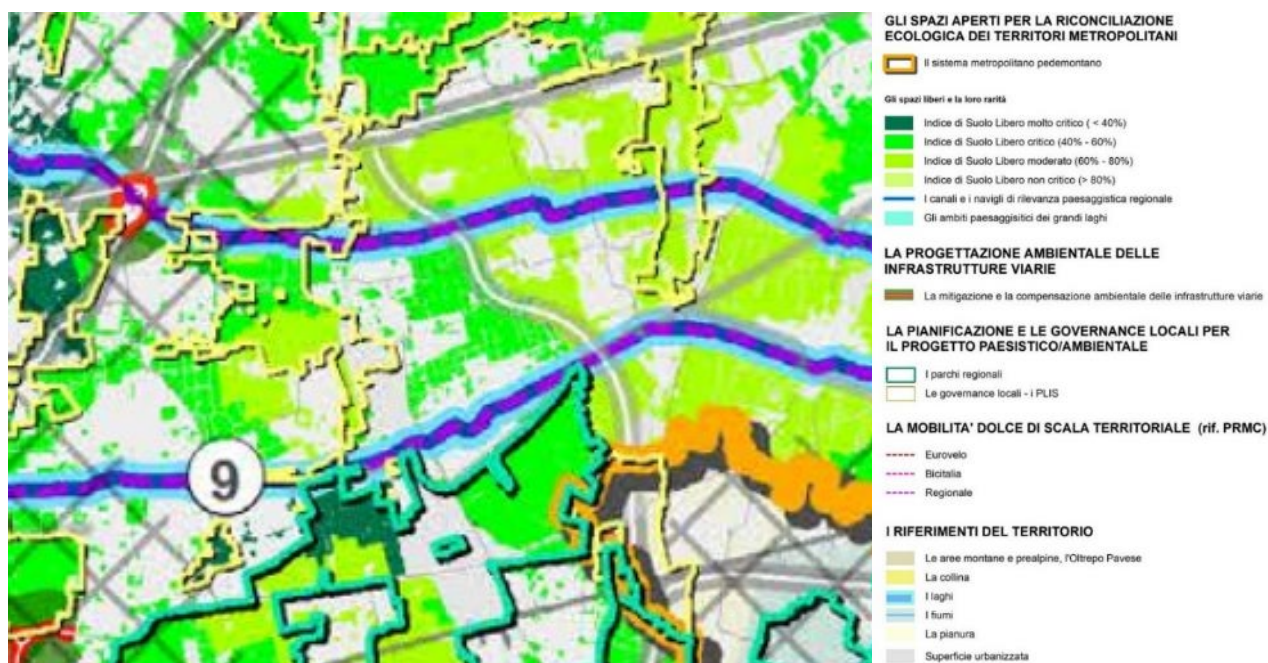 9
GLI SPAZI APERTI PER LA RICONCILIAZIONE
ECOLOGICA DEI TERRITORI METROPOLITANI
Il sistema metropolitano pedemontano
Gli spazi liberi e la loro rarità
Indice di Suolo Libero molto critico ( < 40%)
Indice di Suolo Libero critico (40% - 60%)
Indice di Suolo Libero moderato (60% - 80%)
Indice di Suolo Libero non critico (> 80%)
I canali e i navigli di rilevanza paesaggistica regionale
Gli ambiti paesaggisitici dei grandi laghi
LA PROGETTAZIONE AMBIENTALE DELLE
INFRASTRUTTURE VIARIE
La mitigazione e la compensazione ambientale delle infrastrutture viarie
LA PIANIFICAZIONE E LE GOVERNANCE LOCALI PER
IL PROGETTO PAESISTICO/AMBIENTALE
I parchi regionali
Le governance locali - i PLIS
LA MOBILITA' DOLCE DI SCALA TERRITORIALE (rif. PRMC)
Eurovelo
Bicitalia
Regionale
I RIFERIMENTI DEL TERRITORIO
Le aree montane e prealpine, l'Oltrepo Pavese
La collina
I laghi
I fiumi
La pianura
Superficie urbanizzata